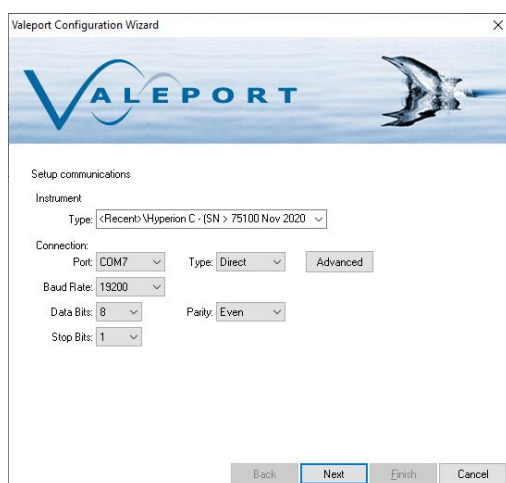 Valeport Configuration Wizard
VALEPORT
Setup communications
Instrument
Type: <Recent>\Hyperion C - (SN > 75100 Nov 2020
Connection:
Port: COM7 Type: Direct Advanced
Baud Rate: 19200
Data Bits: 8 Parity: Even
Stop Bits: 1
Back Next Finish Cancel